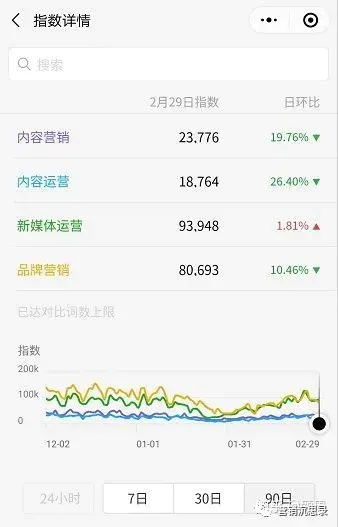 指数详情
搜索
2月29日指数 日环比
内容营销 23,776 19.76%
内容运营 18,764 26.40%
新媒体运营 93,948 1.81%
品牌营销 80,693 10.46%
已达对比词数上限
指数
200k
100k
0
12-02 01-01 01-31 02-29
24小时 7日 30日 90日
营销沉思录